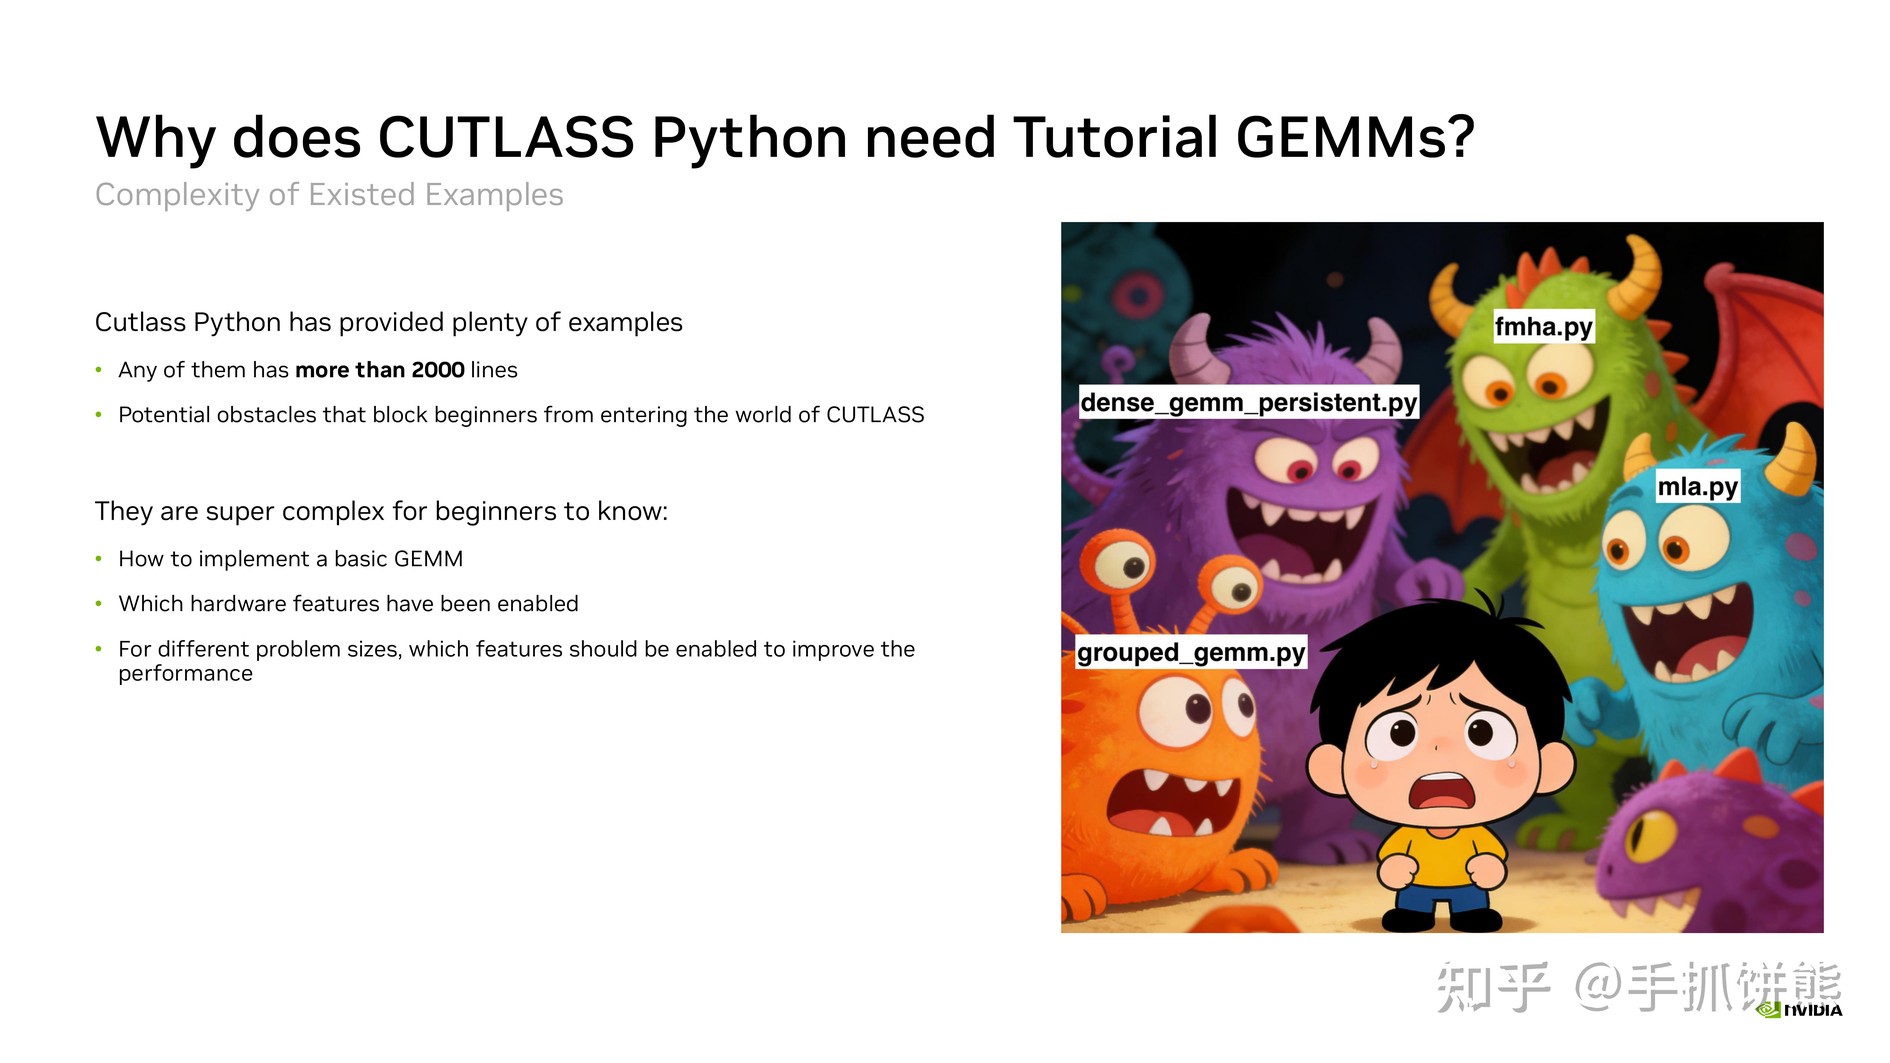 Why does CUTLASS Python need Tutorial GEMMs?
Complexity of Existed Examples
Cutlass Python has provided plenty of examples
• Any of them has more than 2000 lines
• Potential obstacles that block beginners from entering the world of CUTLASS
They are super complex for beginners to know:
• How to implement a basic GEMM
• Which hardware features have been enabled
• For different problem sizes, which features should be enabled to improve the
performance
fmha.py
dense_gemm_persistent.py
mla.py
grouped_gemm.py
知乎 @手抓饼熊
NVIDIA